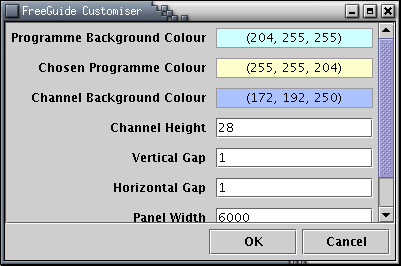 FreeGuide Customiser
Programme Background Colour (204, 255, 255)
Chosen Programme Colour (255, 255, 204)
Channel Background Colour (172, 192, 250)
Channel Height 28
Vertical Gap 1
Horizontal Gap 1
Panel Width 6000
OK Cancel